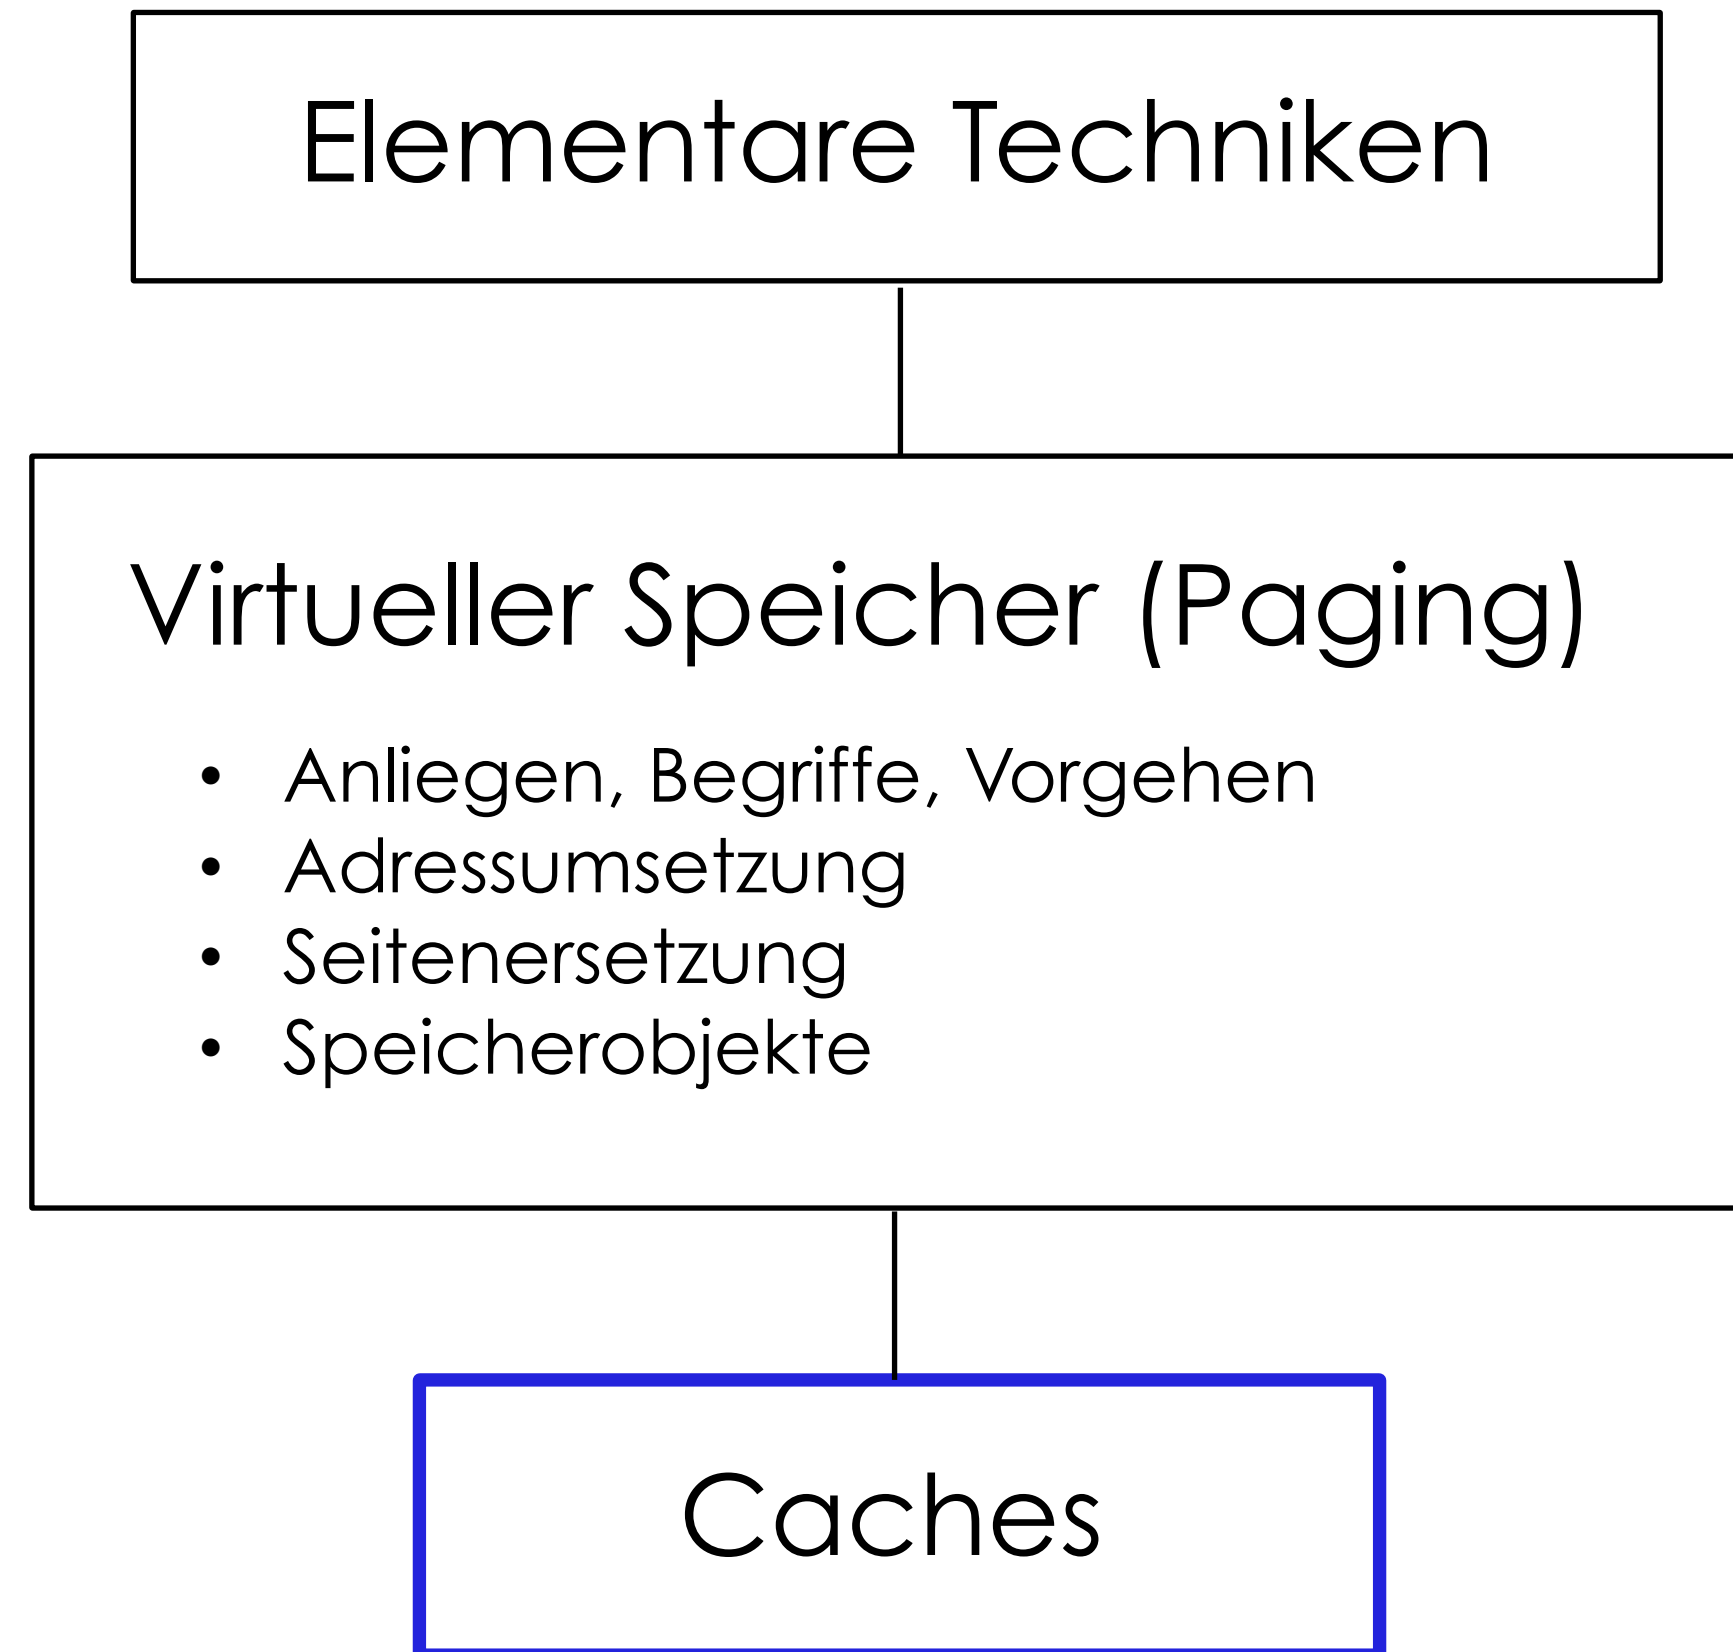 Elementare Techniken
Virtueller Speicher (Paging)
• Anliegen, Begriffe, Vorgehen
• Adressumsetzung
• Seitenersetzung
• Speicherobjekte
Caches